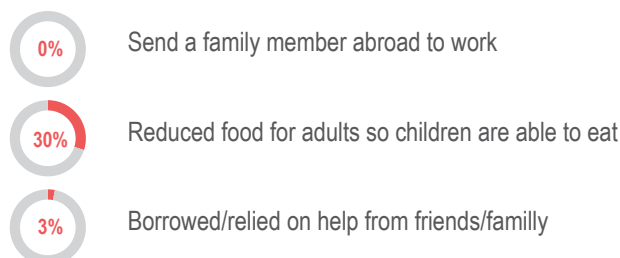 0% Send a family member abroad to work
30% Reduced food for adults so children are able to eat
3% Borrowed/relied on help from friends/familly